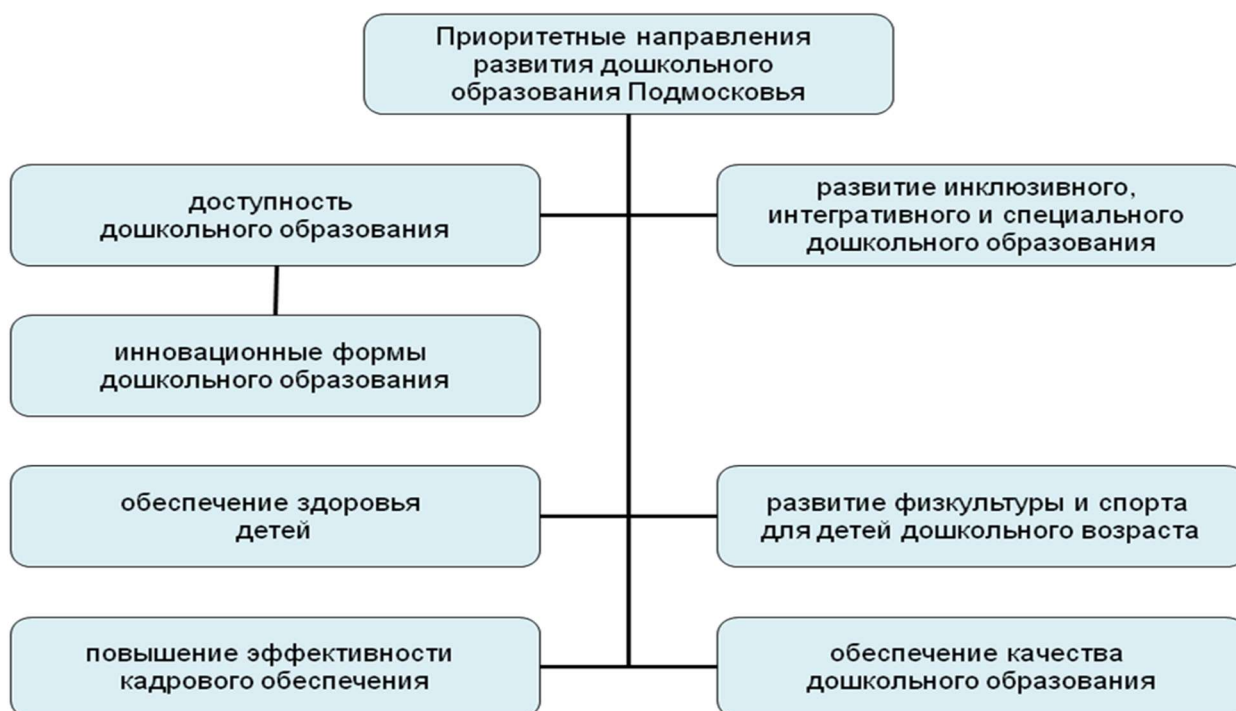 Приоритетные направления
развития дошкольного
образования Подмосковья
доступность
дошкольного образования
развитие инклюзивного,
интегративного и специального
дошкольного образования
инновационные формы
дошкольного образования
обеспечение здоровья
детей
развитие физкультуры и спорта
для детей дошкольного возраста
повышение эффективности
кадрового обеспечения
обеспечение качества
дошкольного образования